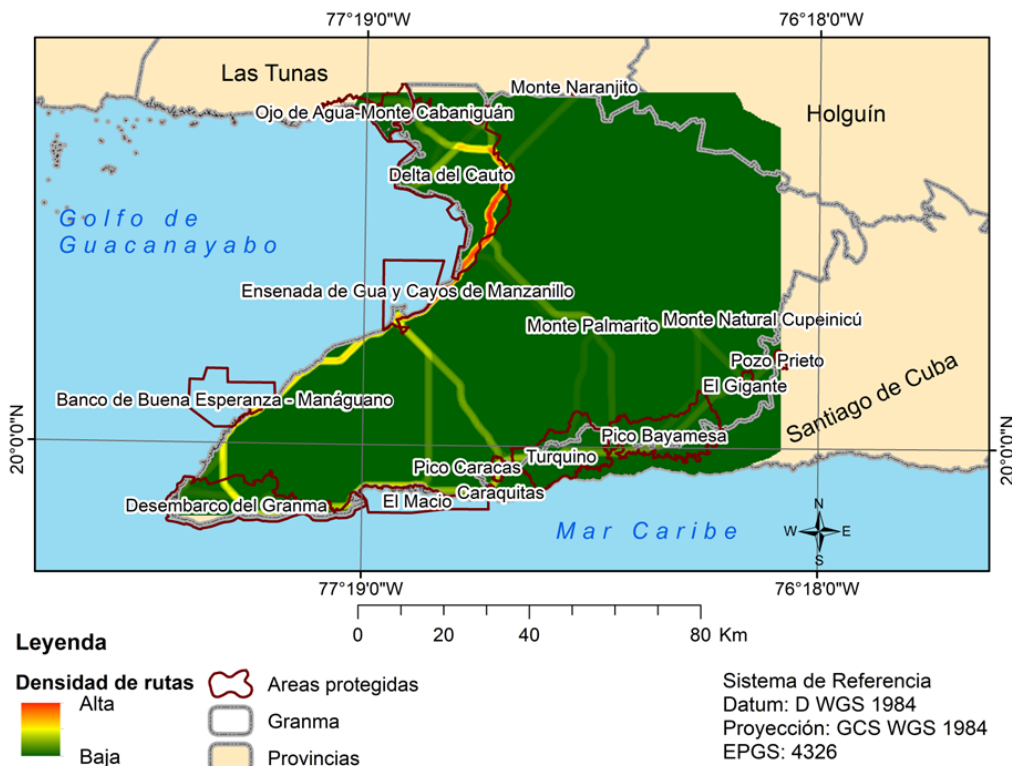 77°19'0"W
76°18'0"W
Las Tunas
Monte Naranjito
Holguín
Ojo de Agua-Monte Cabaniguán
Delta del Cauto
Golfo de
Guacanayabo
Ensenada de Gua y Cayos de Manzanillo
Monte Palmarito
Monte Natural Cupeinicú
Pozo Prieto
El Gigante
Banco de Buena Esperanza - Manáguano
Santiago de Cuba
20°0'0"N
20°0'0"N
Pico Bayamesa
Turquino
Pico Caracas
Caraquitas
El Macio
Desembarco del Granma
Mar Caribe
N
W
E
S
77°19'0"W
76°18'0"W
0 20 40 80 Km
Leyenda
Densidad de rutas
Alta
Baja
Areas protegidas
Granma
Provincias
Sistema de Referencia
Datum: D WGS 1984
Proyección: GCS WGS 1984
EPGS: 4326